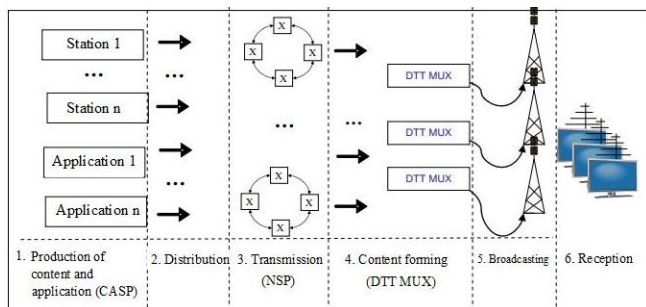 Station 1
...
Station n
Application 1
Application n
...
...
X
X X
X
...
X
X X
X
...
DTT MUX
DTT MUX
DTT MUX
1. Production of
content and
application (CASP)
2. Distribution
3. Transmission
(NSP)
4. Content forming
(DTT MUX)
5. Broadcasting
6. Reception